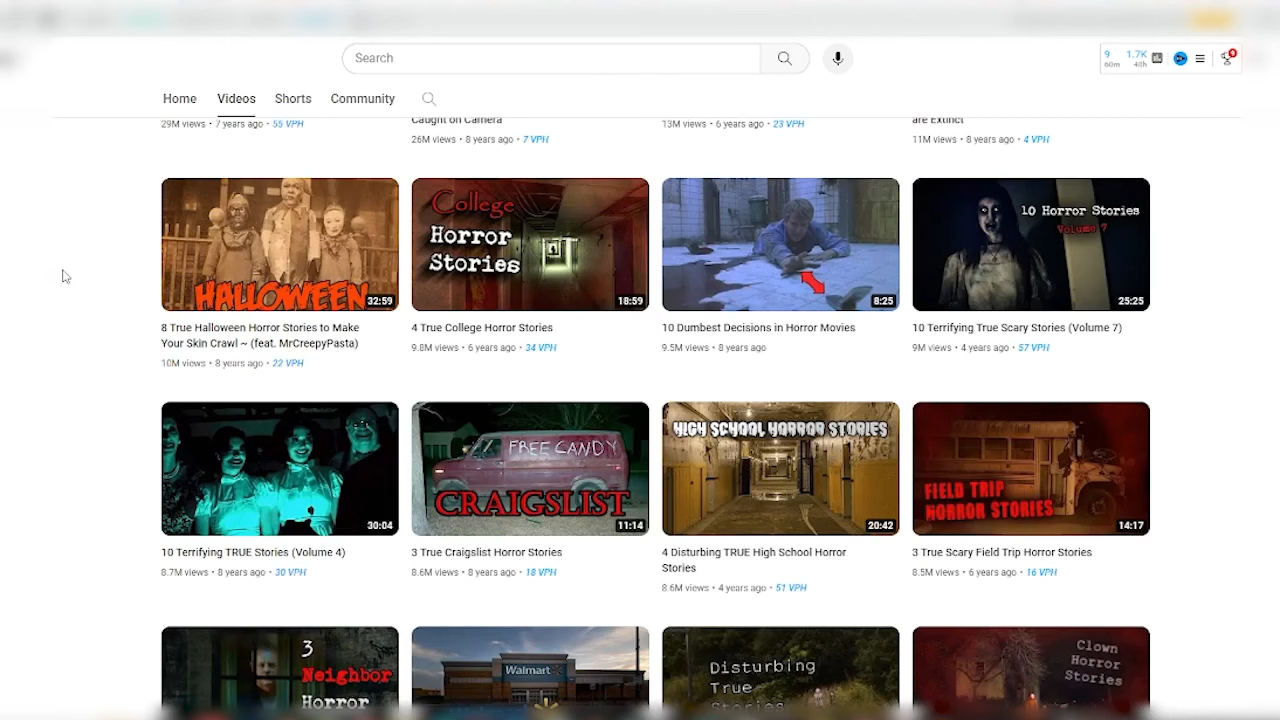 Search
9 1.7K
60m 48h
9
Home Videos Shorts Community
29M views • 7 years ago • 55 VPH
Caught on Camera
26M views • 8 years ago • 7 VPH
13M views • 6 years ago • 23 VPH
are Extinct
11M views • 8 years ago • 4 VPH
HALLOWEEN
32:59
8 True Halloween Horror Stories to Make
Your Skin Crawl ~ (feat. MrCreepyPasta)
10M views • 8 years ago • 22 VPH
College
Horror
Stories
18:59
4 True College Horror Stories
9.8M views • 6 years ago • 34 VPH
8:25
10 Dumbest Decisions in Horror Movies
9.5M views • 8 years ago
10 Horror Stories
Volume 7
25:25
10 Terrifying True Scary Stories (Volume 7)
9M views • 4 years ago • 57 VPH
30:04
10 Terrifying TRUE Stories (Volume 4)
8.7M views • 8 years ago • 30 VPH
FREE CANDY
CRAIGSLIST
11:14
3 True Craigslist Horror Stories
8.6M views • 8 years ago • 18 VPH
HIGH SCHOOL HORROR STORIES
20:42
4 Disturbing TRUE High School Horror
Stories
8.6M views • 4 years ago • 51 VPH
FIELD TRIP
HORROR STORIES
14:17
3 True Scary Field Trip Horror Stories
8.5M views • 6 years ago • 16 VPH
3
Neighbor
Horror
Walmart
Disturbing
True
Stories
Clown
Horror
Stories